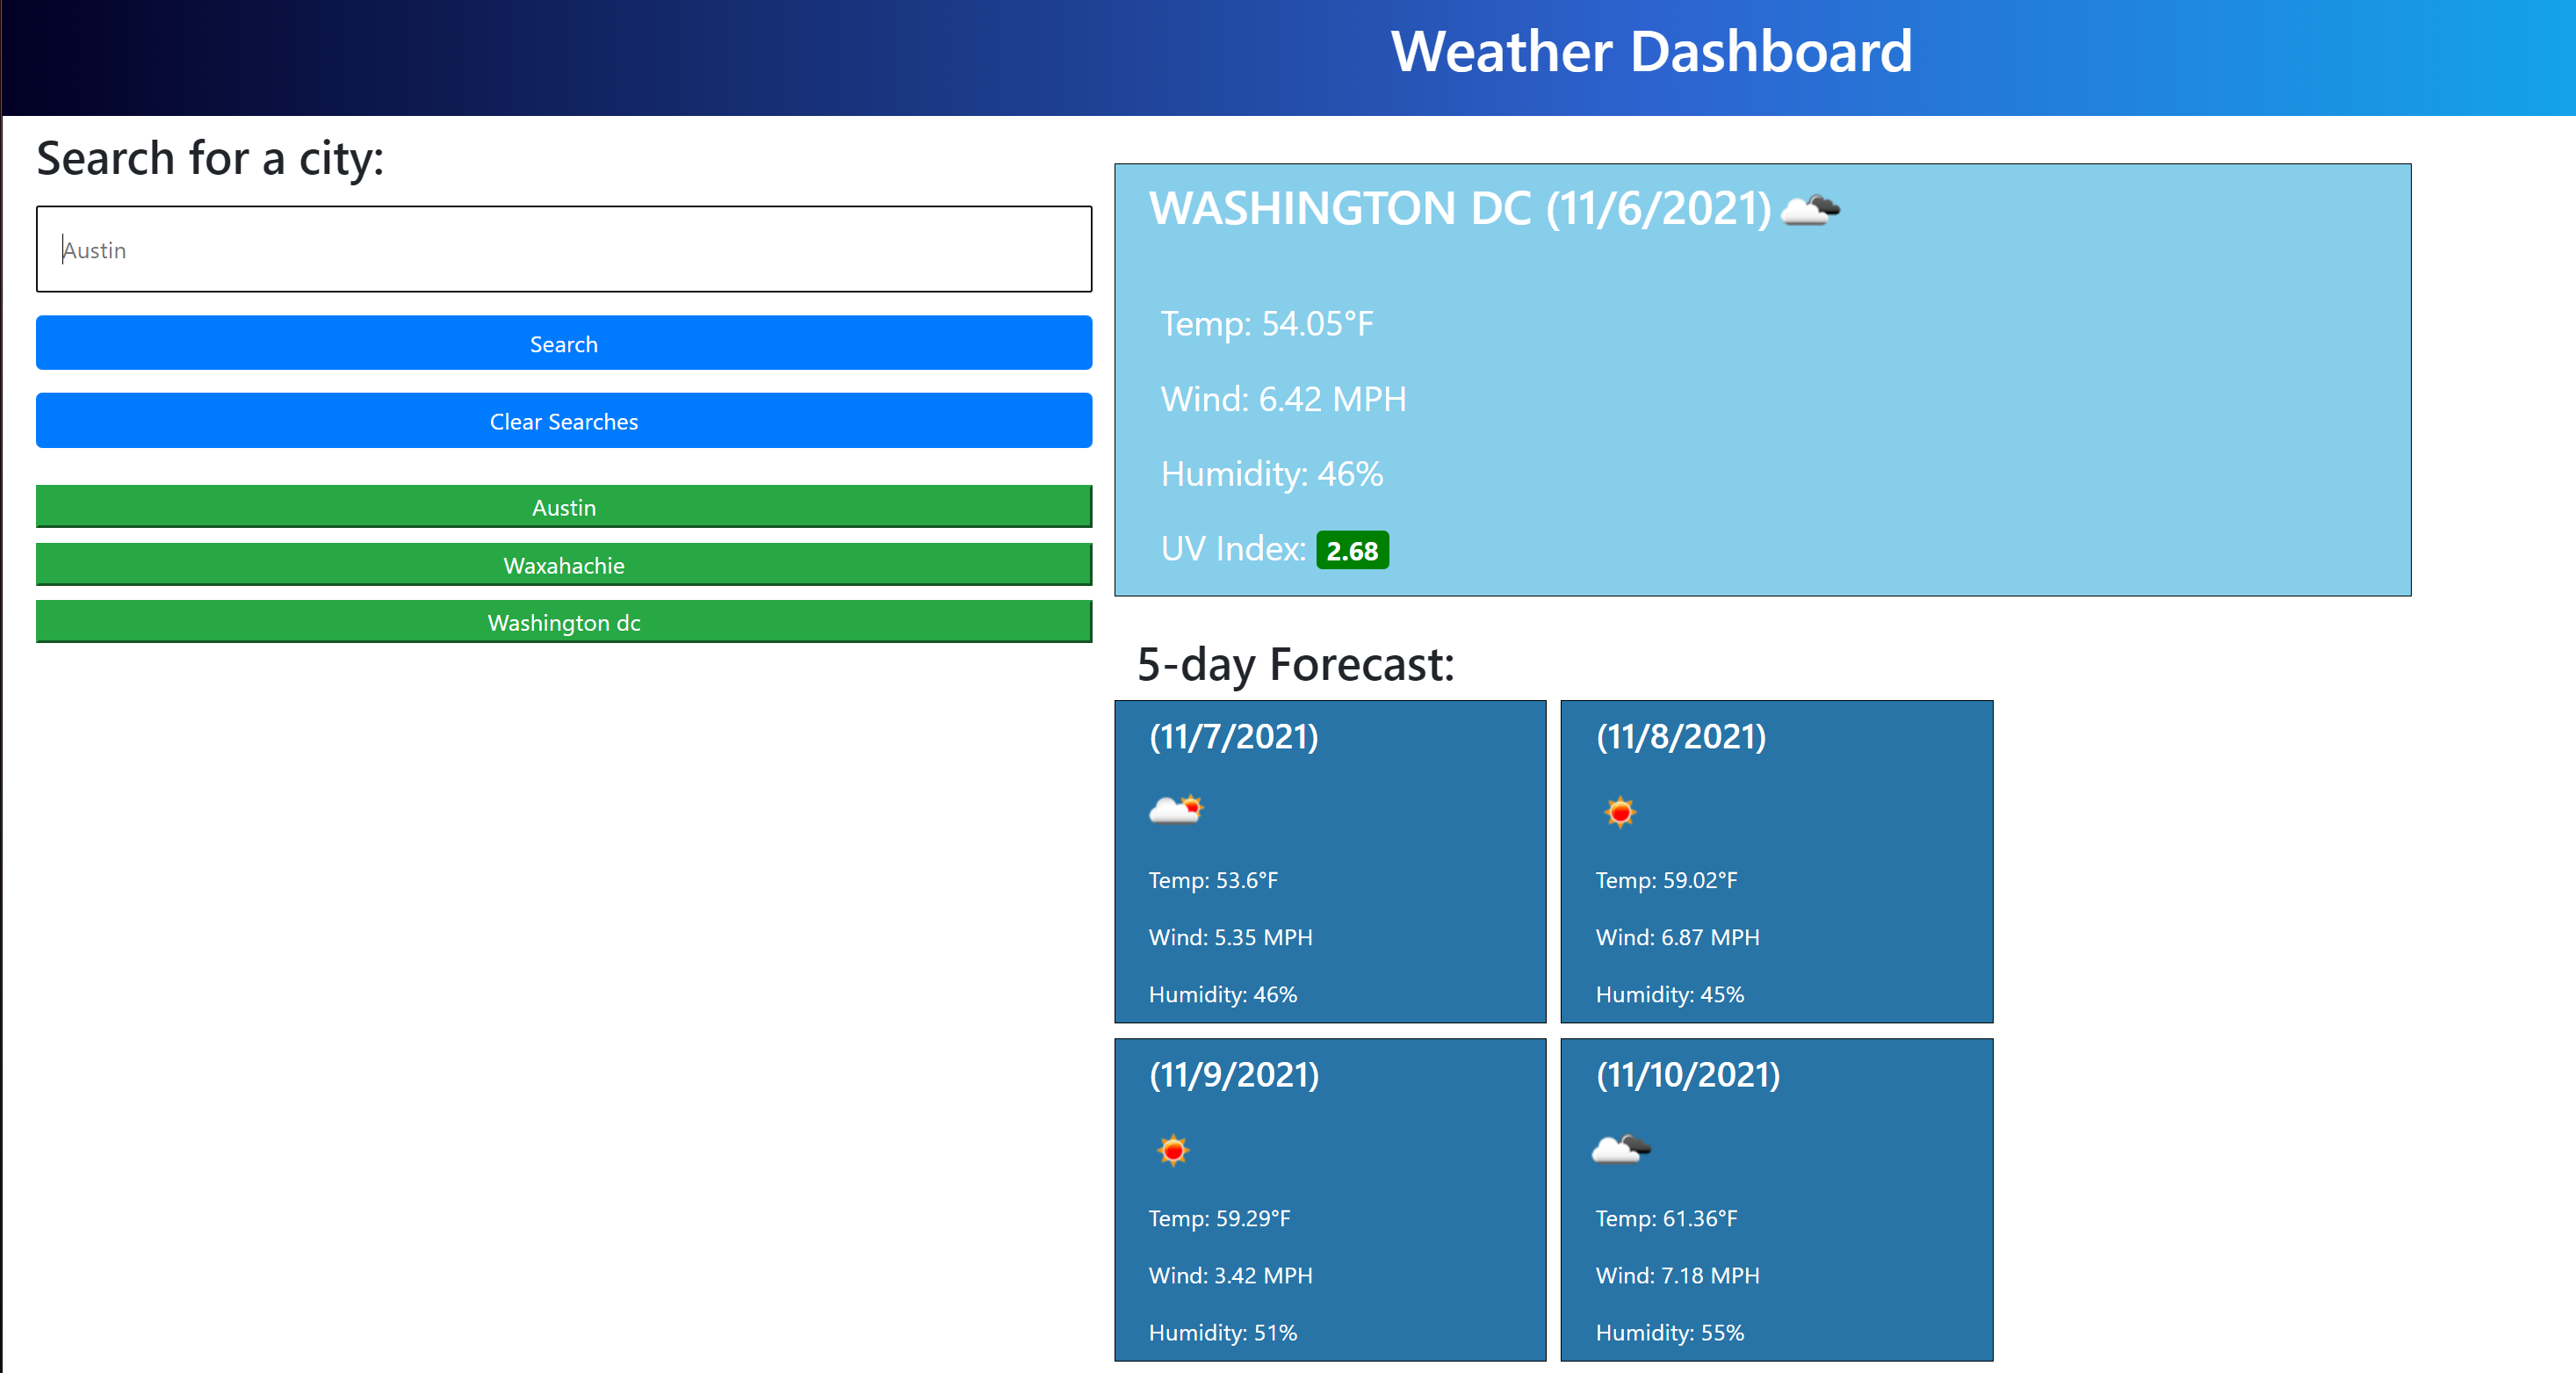 Weather Dashboard
Search for a city:
Austin
Search
Clear Searches
Austin
Waxahachie
Washington dc
WASHINGTON DC (11/6/2021)
Temp: 54.05°F
Wind: 6.42 MPH
Humidity: 46%
UV Index: 2.68
5-day Forecast:
(11/7/2021)
Temp: 53.6°F
Wind: 5.35 MPH
Humidity: 46%
(11/8/2021)
Temp: 59.02°F
Wind: 6.87 MPH
Humidity: 45%
(11/9/2021)
Temp: 59.29°F
Wind: 3.42 MPH
Humidity: 51%
(11/10/2021)
Temp: 61.36°F
Wind: 7.18 MPH
Humidity: 55%